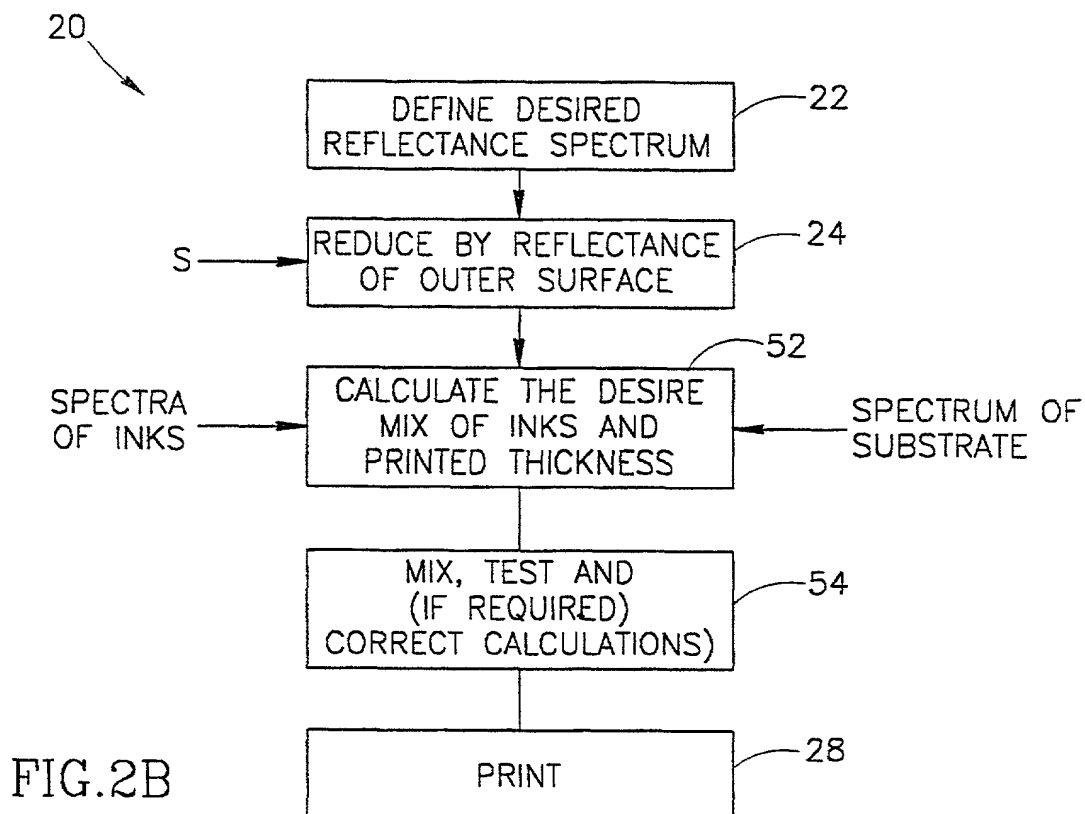 20
DEFINE DESIRED
REFLECTANCE SPECTRUM
22
S
REDUCE BY REFLECTANCE
OF OUTER SURFACE
24
SPECTRA
OF INKS
CALCULATE THE DESIRE
MIX OF INKS AND
PRINTED THICKNESS
52
SPECTRUM OF
SUBSTRATE
MIX, TEST AND
(IF REQUIRED)
CORRECT CALCULATIONS)
54
PRINT
28
FIG.2B